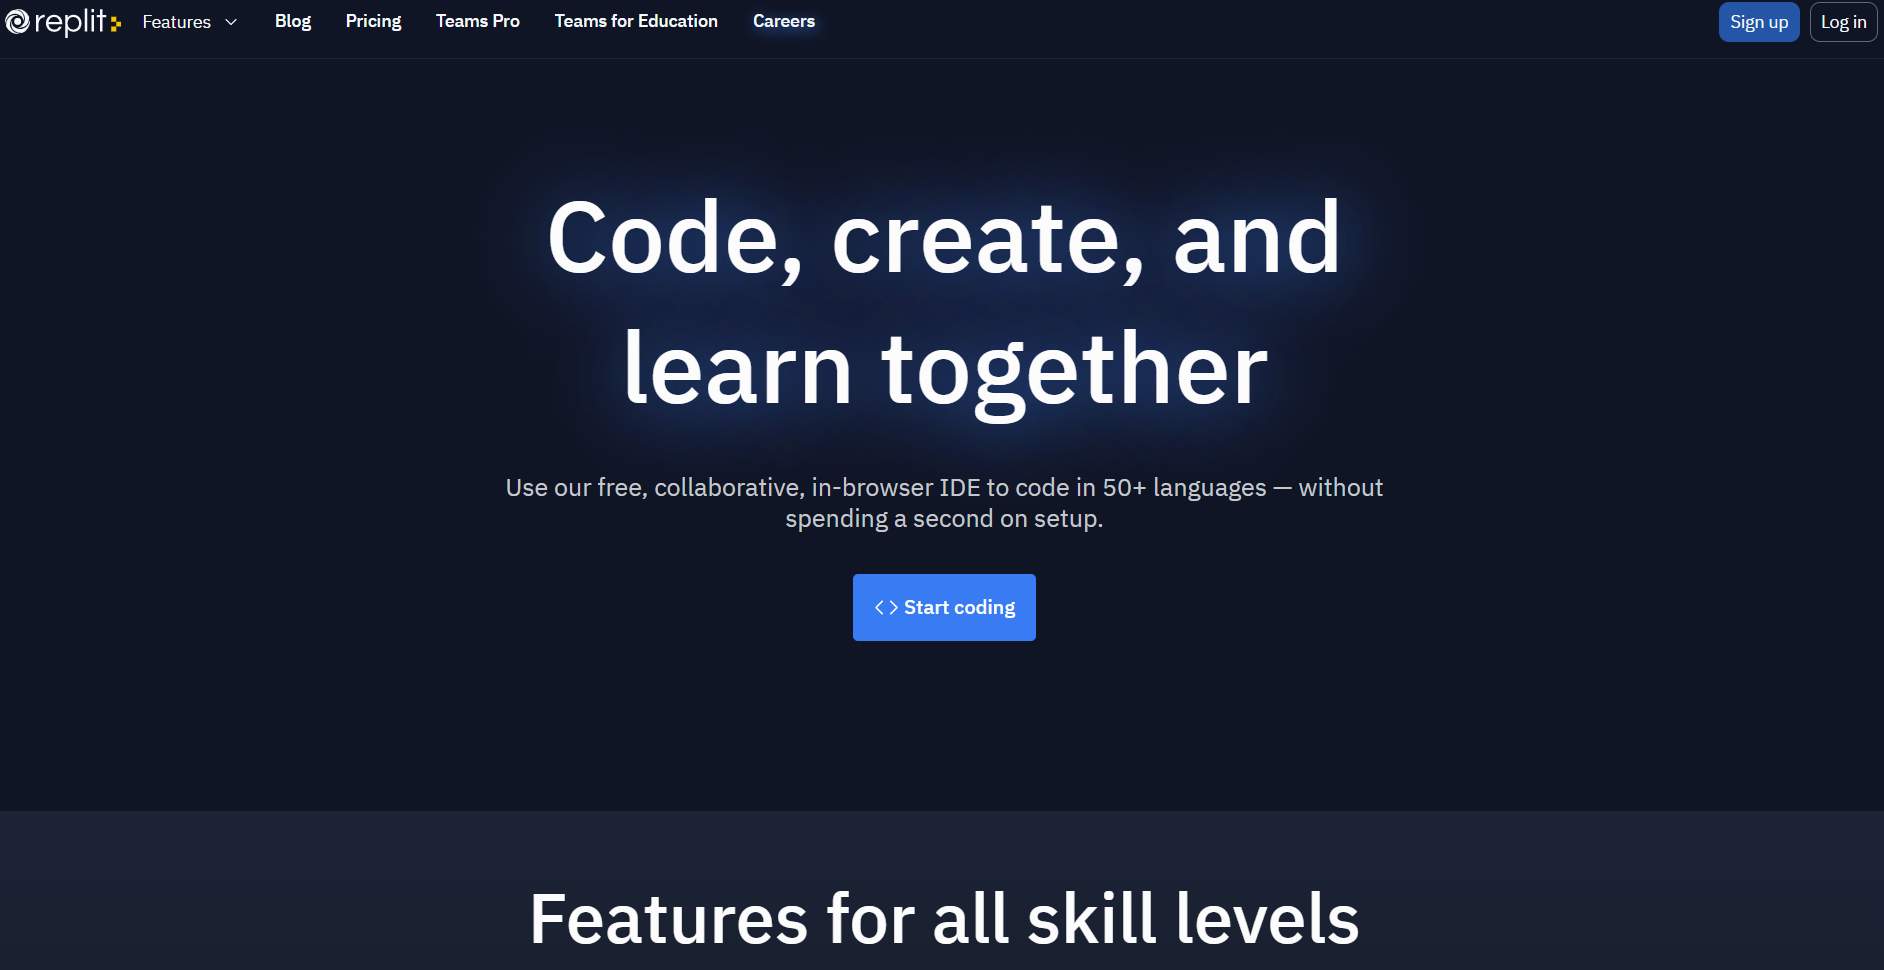 replit
Features
Blog
Pricing
Teams Pro
Teams for Education
Careers
Sign up
Log in
Code, create, and
learn together
Use our free, collaborative, in-browser IDE to code in 50+ languages — without
spending a second on setup.
Start coding
Features for all skill levels